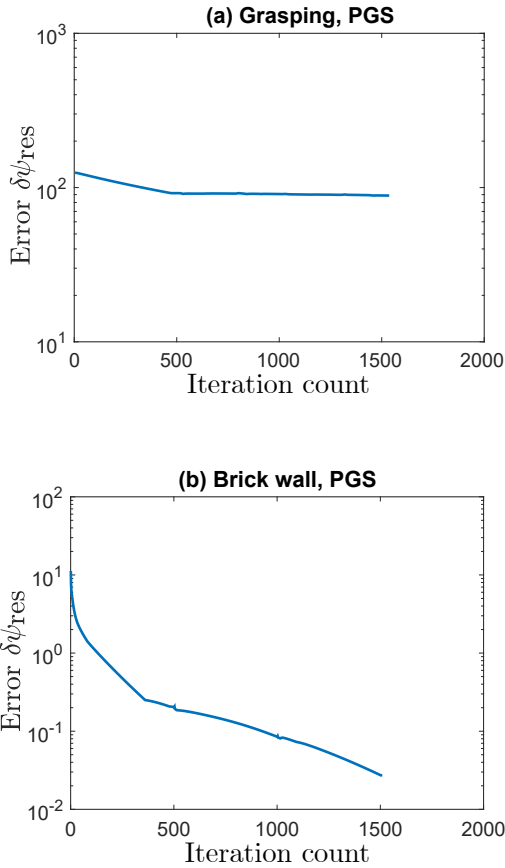 (a) Grasping, PGS
10^3
10^2
10^1
Error δψres
0 500 1000 1500 2000
Iteration count
(b) Brick wall, PGS
10^2
10^1
10^0
10^-1
10^-2
Error δψres
0 500 1000 1500 2000
Iteration count